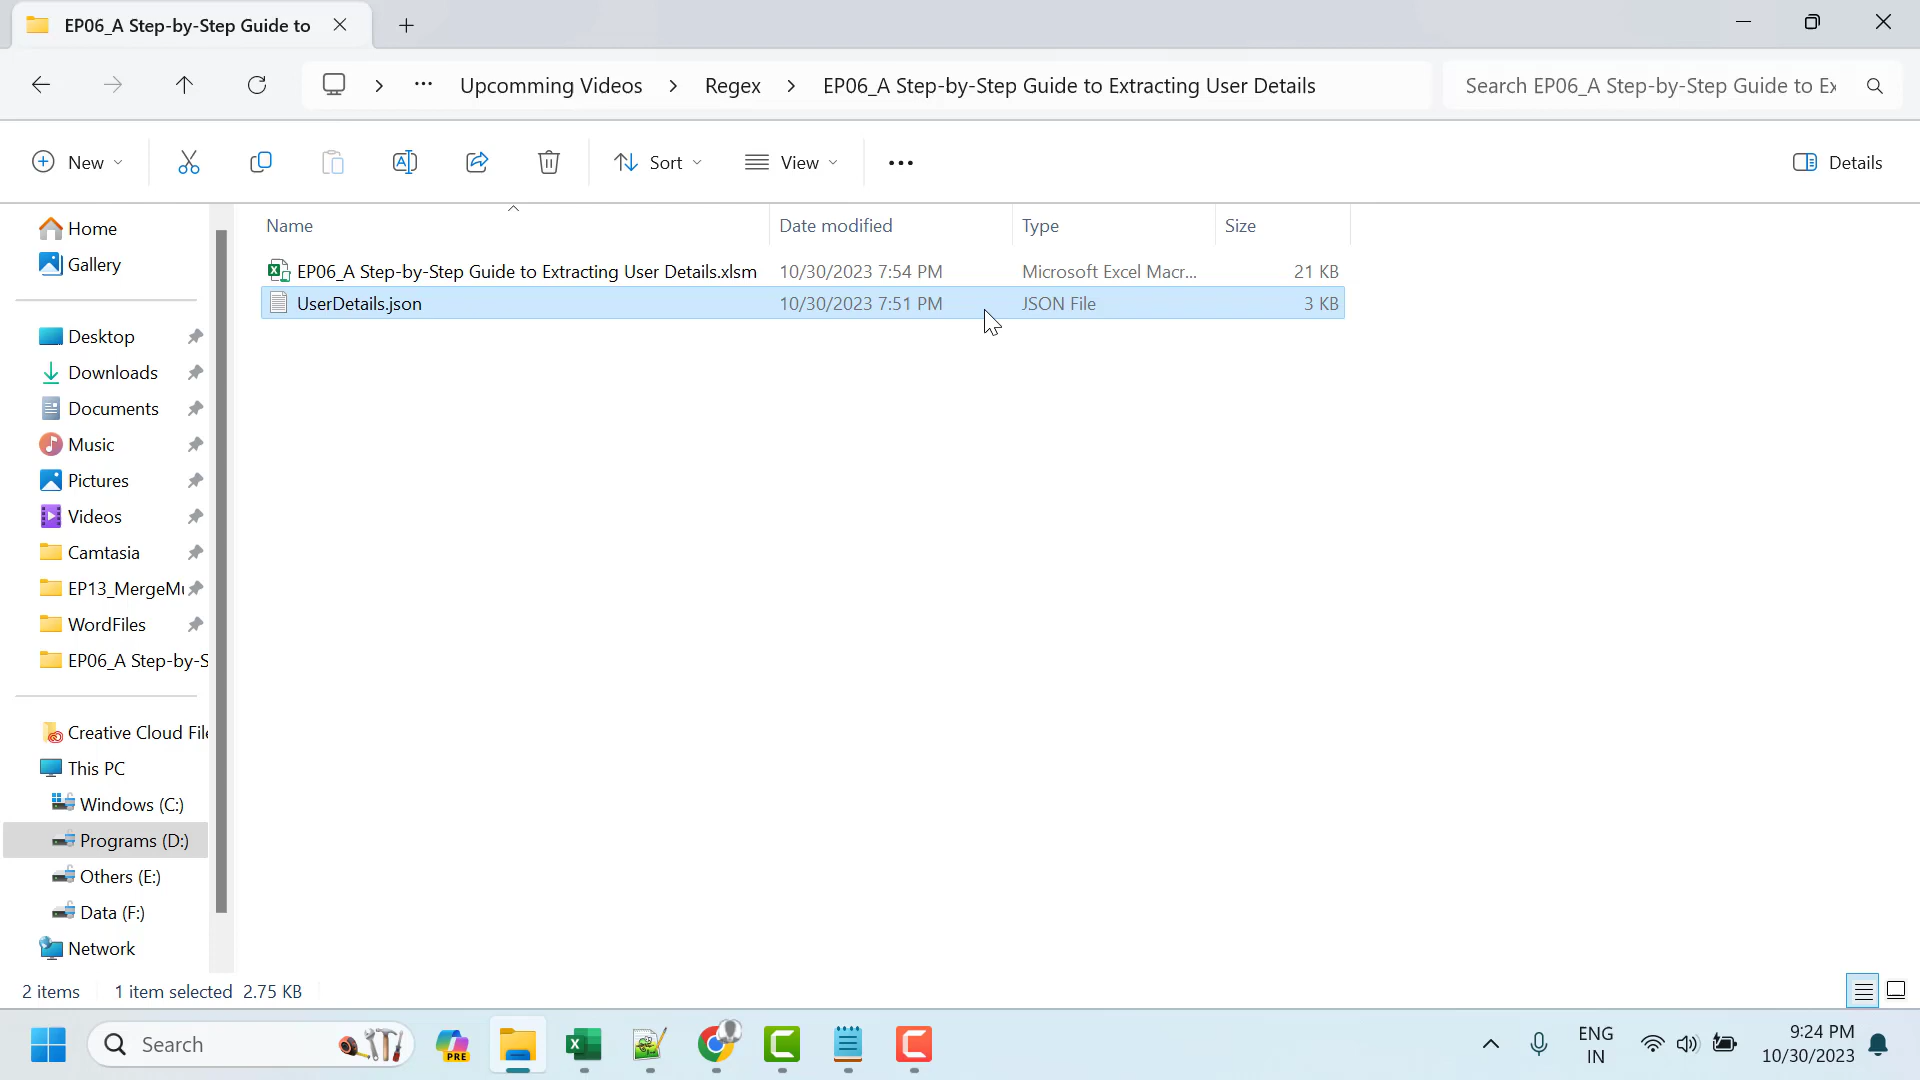 EP06_A Step-by-Step Guide to
Upcomming Videos
Regex
EP06_A Step-by-Step Guide to Extracting User Details
Search EP06_A Step-by-Step Guide to Ex
New
Sort
View
Details
Name
Date modified
Type
Size
EP06_A Step-by-Step Guide to Extracting User Details.xlsm 10/30/2023 7:54 PM Microsoft Excel Macr... 21 KB
UserDetails.json 10/30/2023 7:51 PM JSON File 3 KB
Home
Gallery
Desktop
Downloads
Documents
Music
Pictures
Videos
Camtasia
EP13_MergeMu
WordFiles
EP06_A Step-by-S
Creative Cloud File
This PC
Windows (C:)
Programs (D:)
Others (E:)
Data (F:)
Network
2 items 1 item selected 2.75 KB
Search
PRE
ENG
IN
9:24 PM
10/30/2023